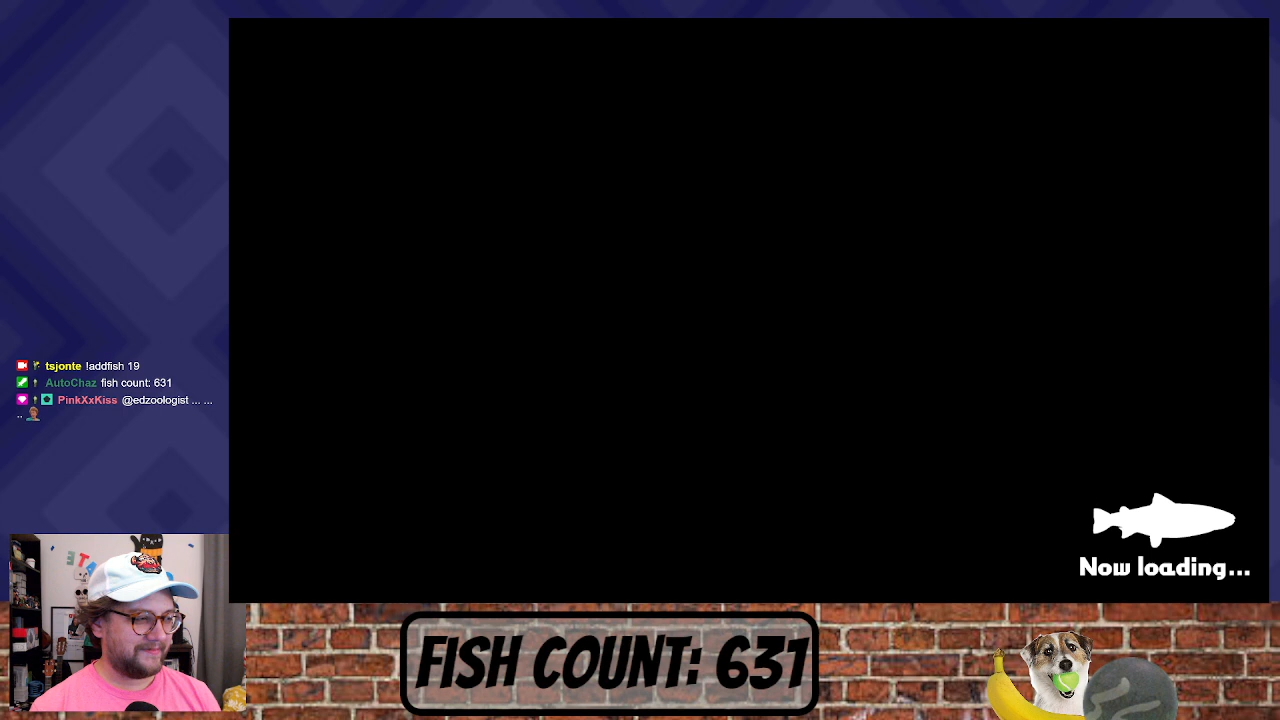 tsjonte !addfish 19
AutoChaz fish count: 631
PinkXxKiss @edzoologist ... ...
..
Now loading...
FISH COUNT: 631